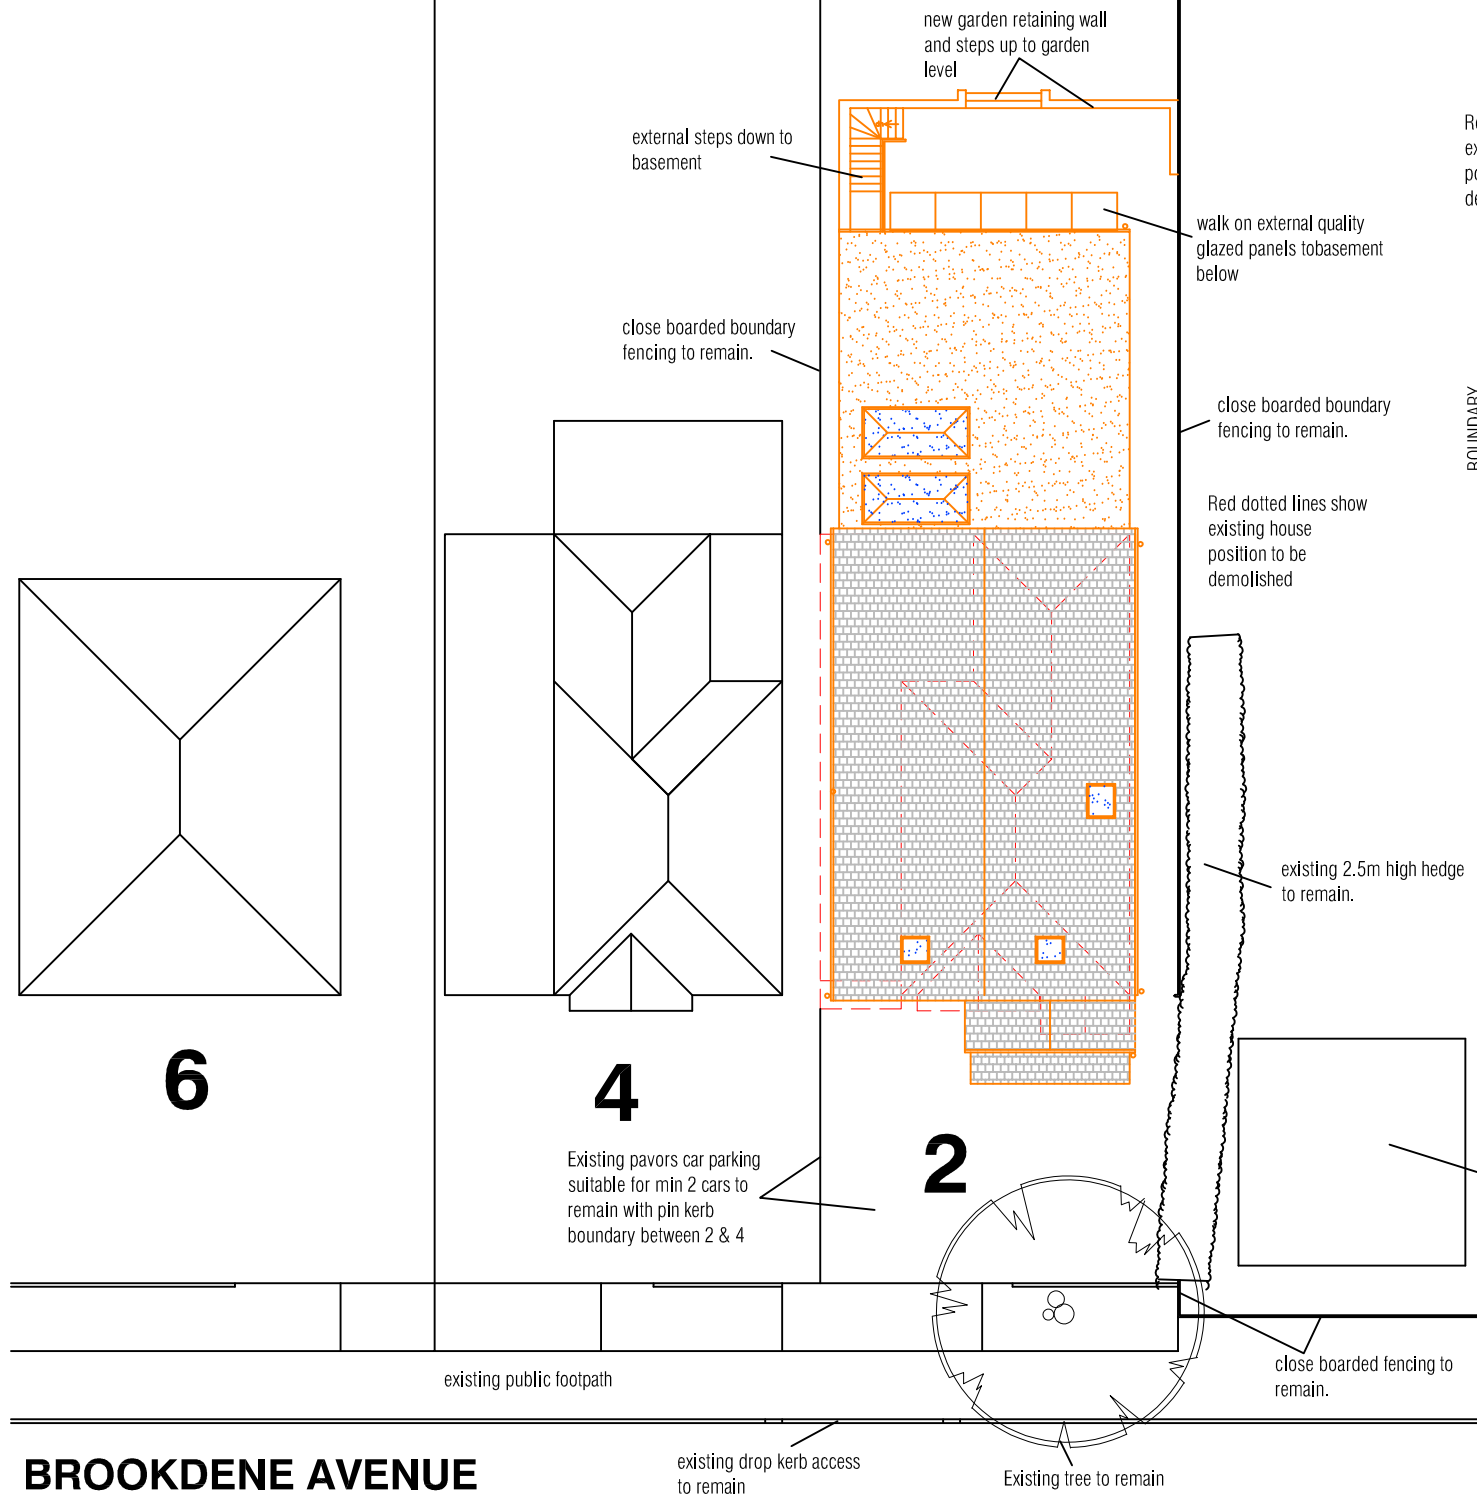 new garden retaining wall
and steps up to garden
level
external steps down to
basement
walk on external quality
glazed panels tobasement
below
close boarded boundary
fencing to remain.
close boarded boundary
fencing to remain.
BOUNDARY
Red dotted lines show
existing house
position to be
demolished
existing 2.5m high hedge
to remain.
6
4
2
Existing pavors car parking
suitable for min 2 cars to
remain with pin kerb
boundary between 2 & 4
existing public footpath
close boarded fencing to
remain.
BROOKDENE AVENUE
existing drop kerb access
to remain
Existing tree to remain